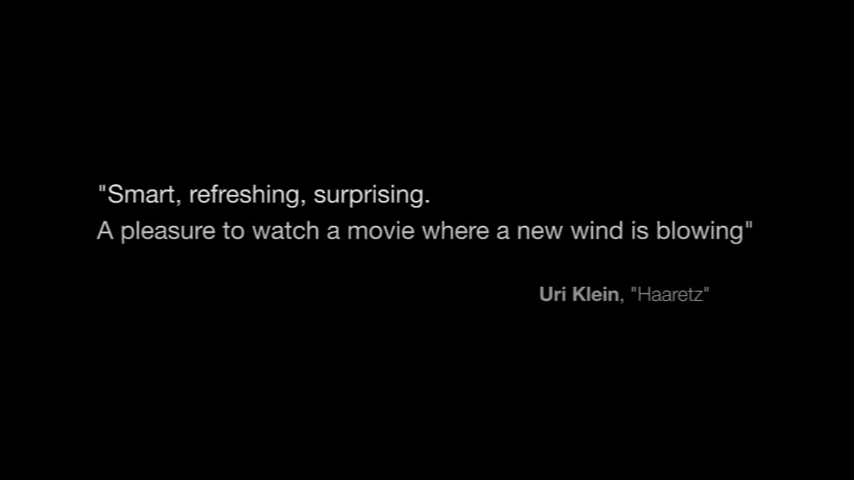 "Smart, refreshing, surprising.
A pleasure to watch a movie where a new wind is blowing"
Uri Klein, "Haaretz"